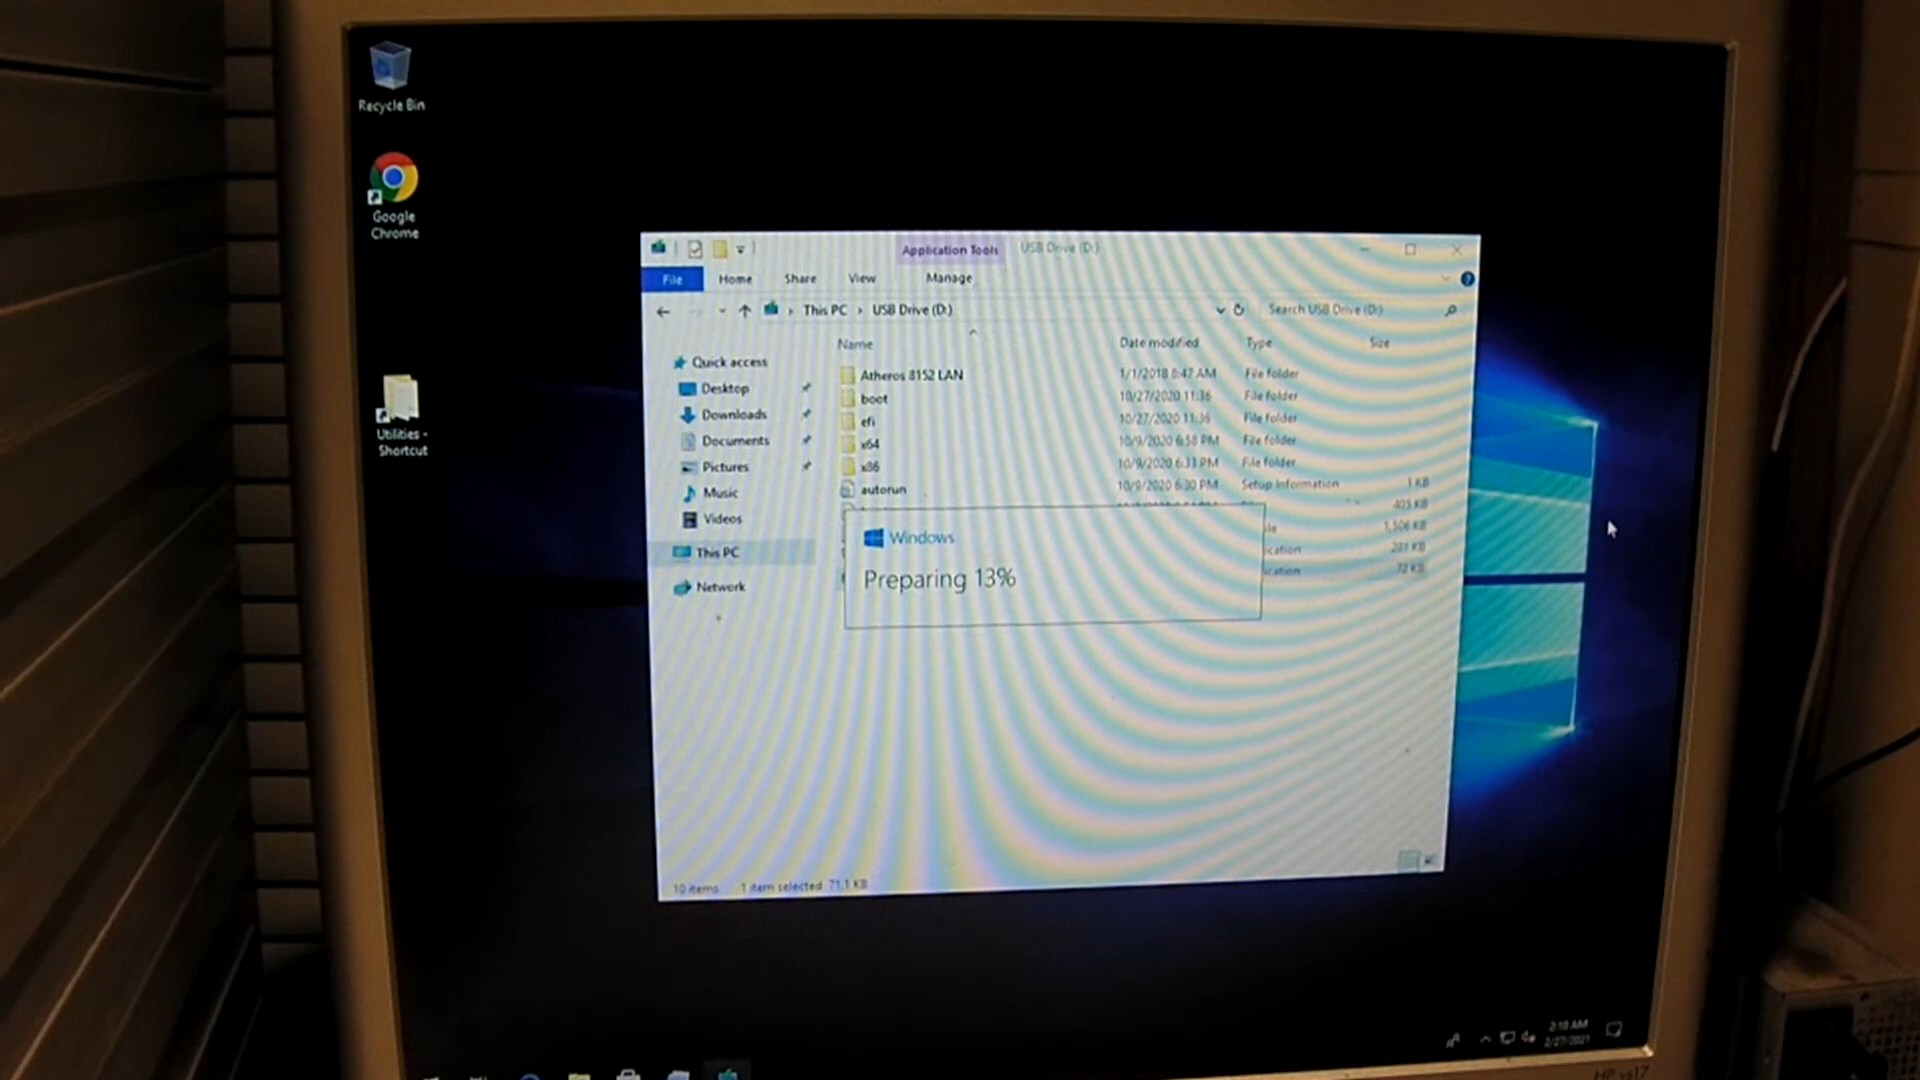 Recycle Bin
Google
Chrome
Utilities -
Shortcut
Application Tools
USB Drive (D:)
File
Home
Share
View
Manage
This PC
USB Drive (D:)
Search USB Drive (D:)
Name
Date modified
Type
Size
Quick access
Desktop
Downloads
Documents
Pictures
Music
Videos
This PC
Network
Atheros 8152 LAN
1/1/2018 8:47 AM
File folder
boot
10/27/2020 11:36
File folder
efi
10/27/2020 11:36
File folder
x64
10/9/2020 6:58 PM
File folder
x86
10/9/2020 6:33 PM
File folder
autorun
10/9/2020 6:30 PM
Setup Information
1 KB
405 KB
1,506 KB
ication
281 KB
ication
72 KB
Windows
Preparing 13%
10 items
1 item selected 71.1 KB
2:10 AM
2/27/2021
HP vs17